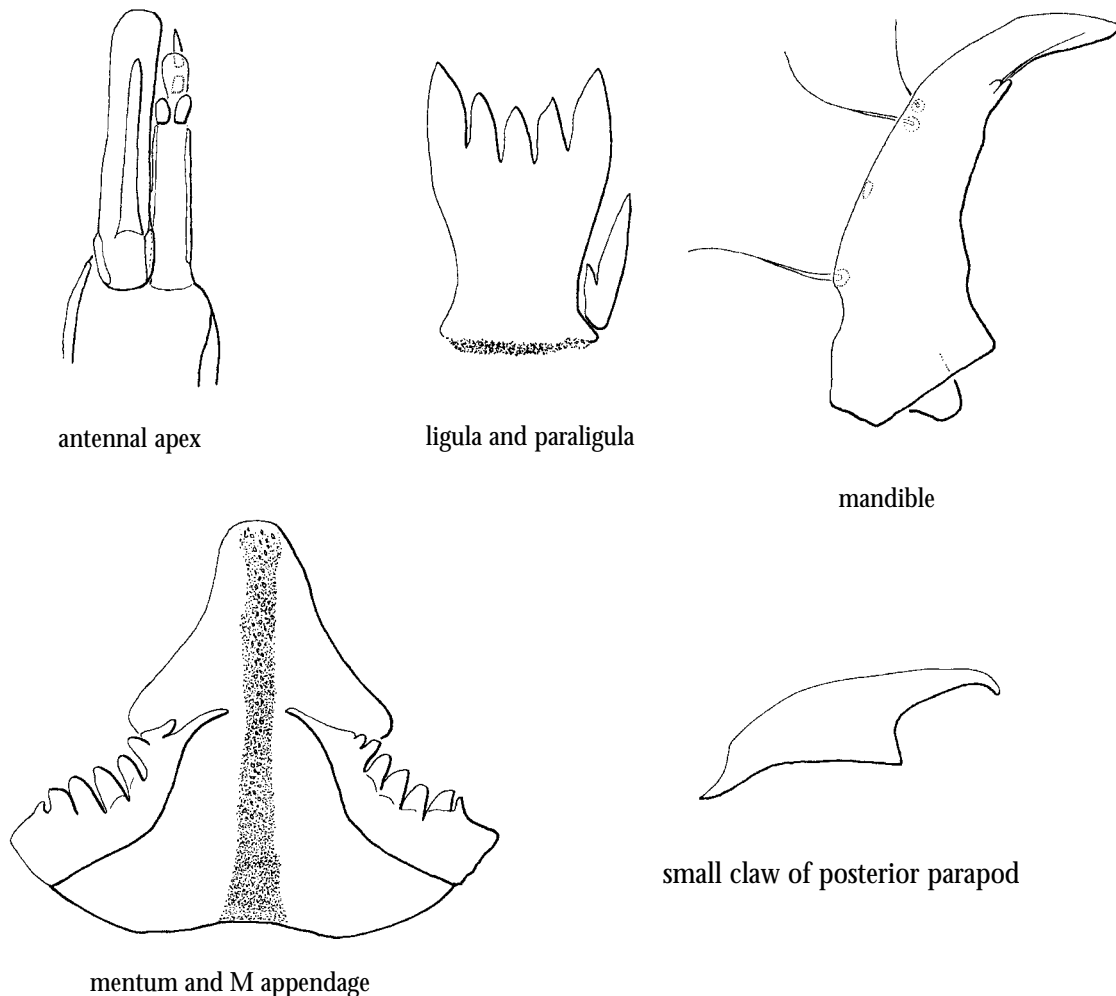 antennal apex
ligula and paraligula
mandible
small claw of posterior parapod
mentum and M appendage